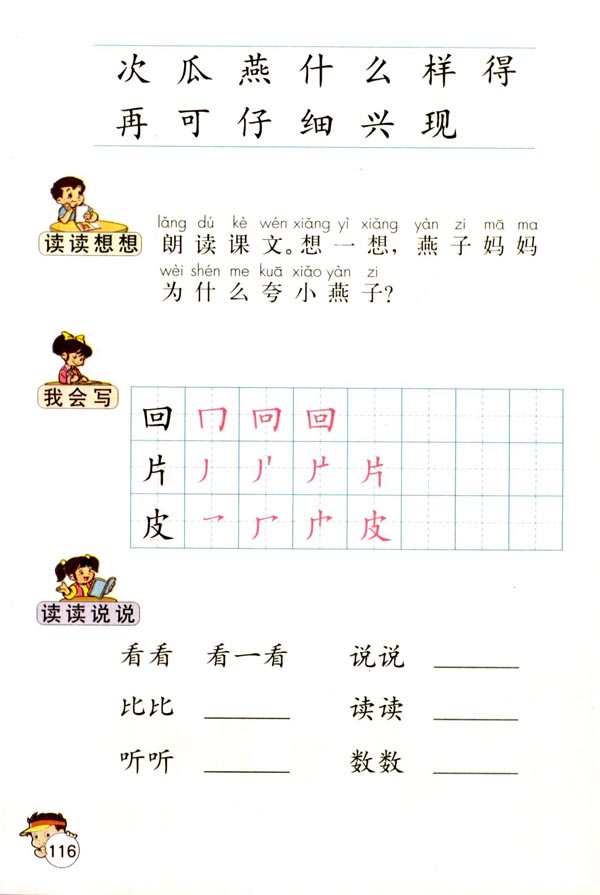 次 瓜 燕 什 么 样 得
再 可 仔 细 兴 现
读读想想
lǎng dú kè wén xiǎng yì xiǎng yàn zi mā ma
朗 读 课 文。想 一 想，燕 子 妈 妈
wèi shén me kuā xiǎo yàn zi
为 什 么 夸 小 燕 子？
我会写
回 冂 回 回
片 丿 丿丨 片 片
皮 ㇖ 厂 皮
读读说说
看看 看一看 说说 ______
比比 ______ 读读 ______
听听 ______ 数数 ______
116